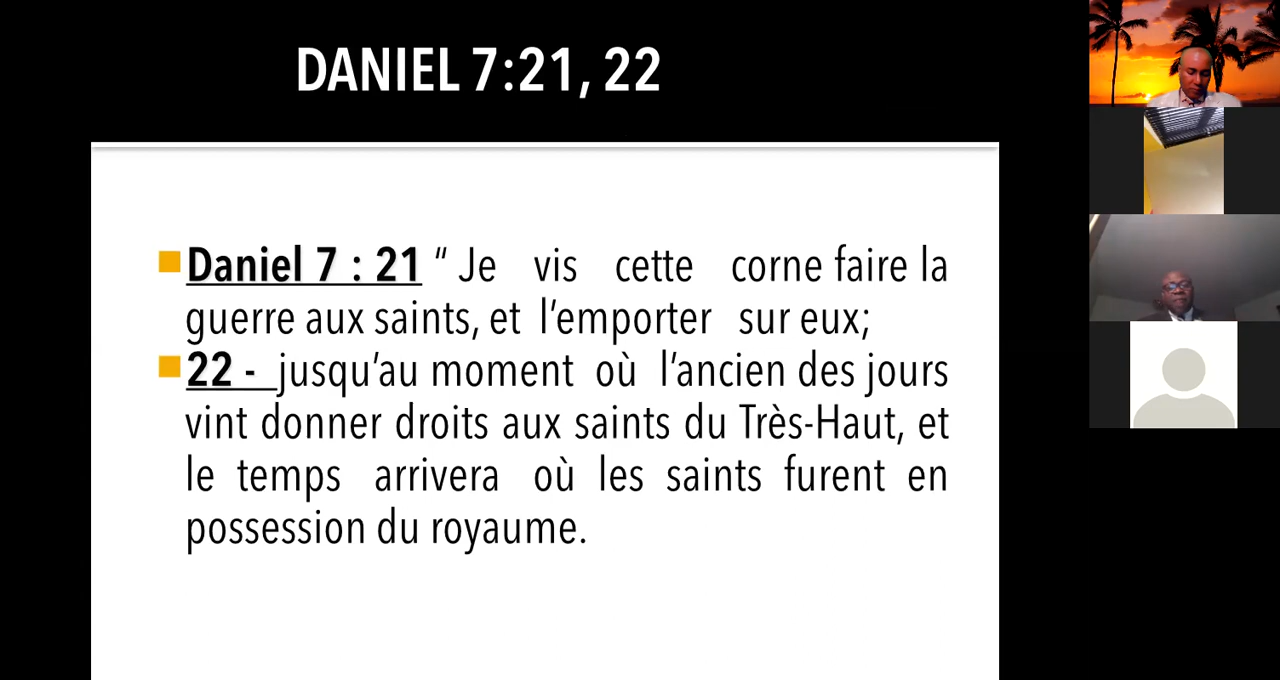 DANIEL 7:21, 22
Daniel 7 : 21 “ Je vis cette corne faire la
guerre aux saints, et l’emporter sur eux;
22 - jusqu’au moment où l’ancien des jours
vint donner droits aux saints du Très-Haut, et
le temps arrivera où les saints furent en
possession du royaume.